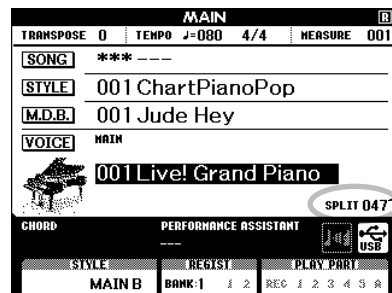 MAIN R
TRANSPOSE 0 TEMPO ♩=080 4/4 MEASURE 001
SONG *** ---
STYLE 001 ChartPianoPop
M.D.B. 001 Jude Hey
VOICE MAIN
001 Live! Grand Piano
SPLIT 047
CHORD PERFORMANCE ASSISTANT
---
USB
STYLE REGIST PLAY PART
MAIN B BANK:1 1 2 REC 1 2 3 4 5 A